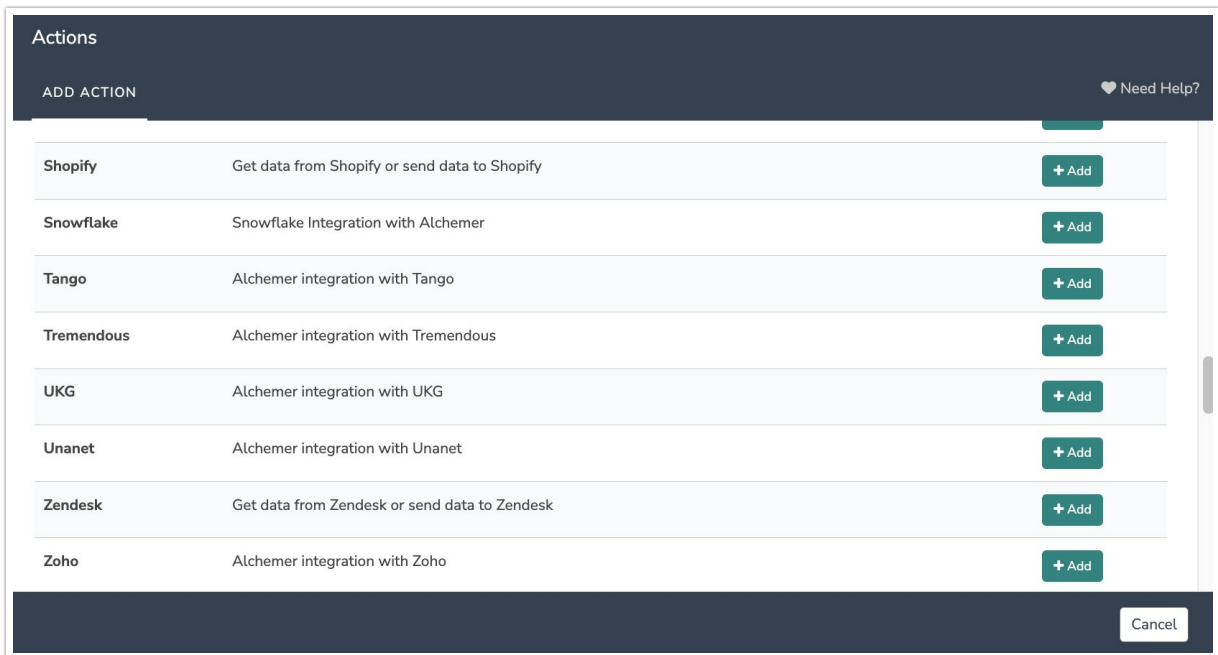 Actions
ADD ACTION
Need Help?
Shopify Get data from Shopify or send data to Shopify + Add
Snowflake Snowflake Integration with Alchemer + Add
Tango Alchemer integration with Tango + Add
Tremendous Alchemer integration with Tremendous + Add
UKG Alchemer integration with UKG + Add
Unanet Alchemer integration with Unanet + Add
Zendesk Get data from Zendesk or send data to Zendesk + Add
Zoho Alchemer integration with Zoho + Add
Cancel